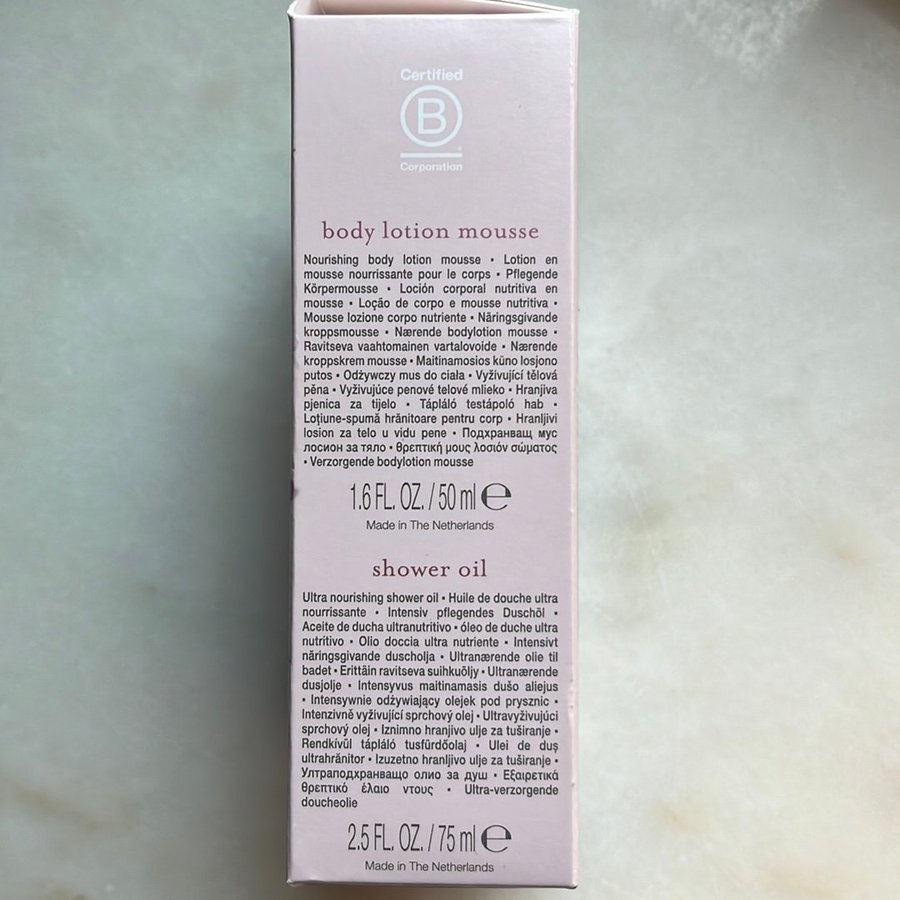 Certified
B
Corporation
body lotion mousse
Nourishing body lotion mousse • Lotion en
mousse nourrissante pour le corps • Pflegende
Körpermousse • Loción corporal nutritiva en
mousse • Loção de corpo e mousse nutritiva •
Mousse lozione corpo nutriente • Näringsgivande
kroppsmousse • Nærende bodylotion mousse •
Ravitseva vaahtomainen vartalovoide • Nærende
kroppskrem mousse • Maitinamosios kūno losjono
putos • Odżywczy mus do ciała • Vyživující tělová
pěna • Vyživujúce penové telové mlieko • Hranjiva
pjenica za tijelo • Tápláló testápoló hab •
Loțiune-spumă hrănitoare pentru corp • Hranljivi
losion za telo u vidu pene • Подхранващ мус
лосион за тяло • θρεπτική μους λοσιόν σώματος
• Verzorgende bodylotion mousse
1.6 FL. OZ. / 50 ml ℮
Made in The Netherlands
shower oil
Ultra nourishing shower oil • Huile de douche ultra
nourrissante • Intensiv pflegendes Duschöl •
Aceite de ducha ultranutritivo • óleo de duche ultra
nutritivo • Olio doccia ultra nutriente • Intensivt
näringsgivande duscholja • Ultranærende olie til
badet • Erittäin ravitseva suihkuöljy • Ultranærende
dusjolje • Intensyvus maitinamasis dušo aliejus
• Intensywnie odżywiający olejek pod prysznic •
Intenzivně vyživující sprchový olej • Ultravyživujúci
sprchový olej • Iznimno hranjivo ulje za tuširanje •
Rendkívül tápláló tusfürdőolaj • Ulei de duș
ultrahrănitor • Izuzetno hranljivo ulje za tuširanje •
Ултраподхранващо олио за душ • Εξαιρετικά
θρεπτικό έλαιο ντους • Ultra-verzorgende
doucheolie
2.5 FL. OZ. / 75 ml ℮
Made in The Netherlands